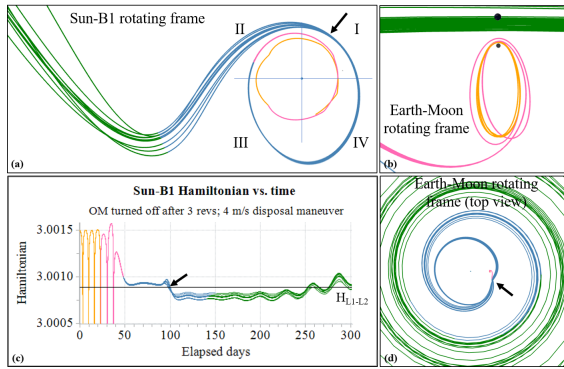 Sun-B1 rotating frame
II
I
III
IV
(a)
Earth-Moon
rotating frame
(b)
Sun-B1 Hamiltonian vs. time
OM turned off after 3 revs; 4 m/s disposal maneuver
Hamiltonian
3.0015
3.0010
3.0005
H_L1-L2
0
50
100
150
200
250
300
Elapsed days
(c)
Earth-Moon rotating
frame (top view)
(d)